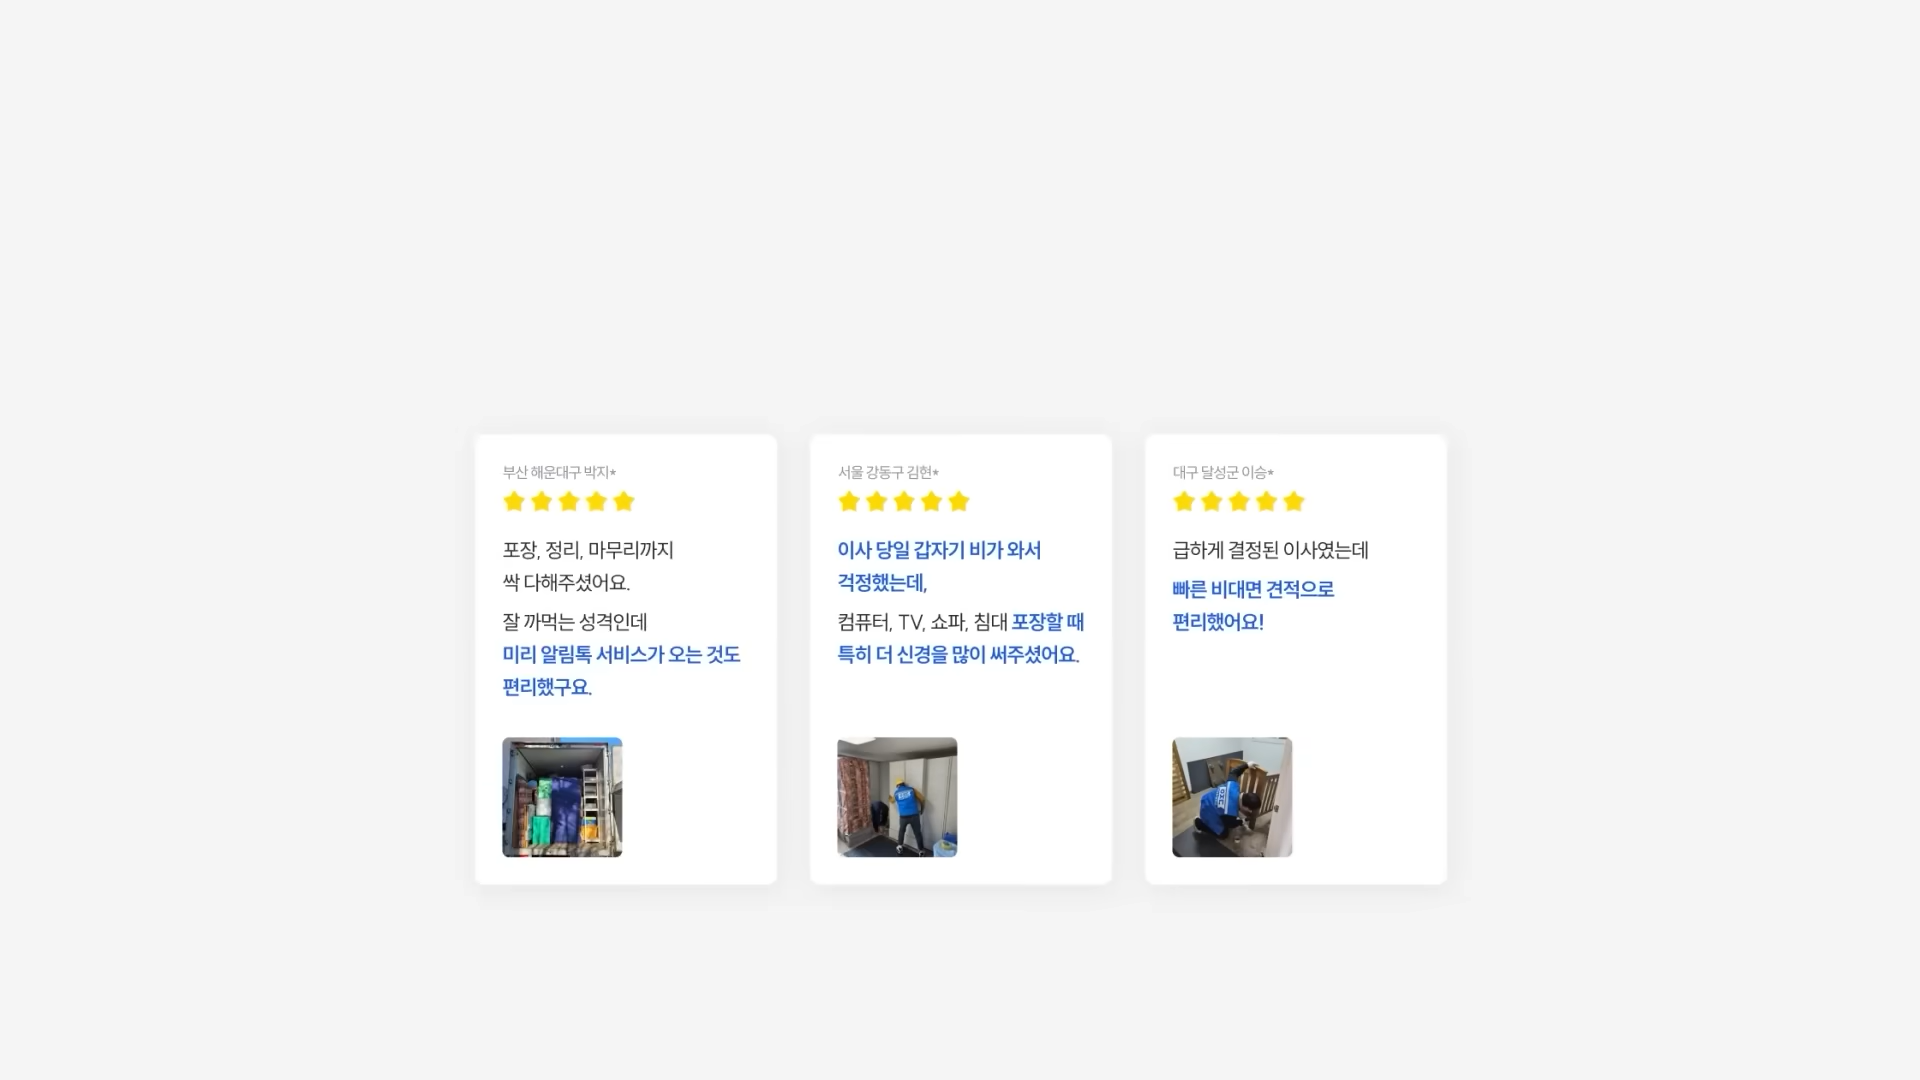 부산 해운대구 박지*
포장, 정리, 마무리까지
싹 다해주셨어요.
잘 까먹는 성격인데
미리 알림톡 서비스가 오는 것도
편리했구요.
서울 강동구 김현*
이사 당일 갑자기 비가 와서
걱정했는데,
컴퓨터, TV, 쇼파, 침대 포장할 때
특히 더 신경을 많이 써주셨어요.
대구 달성군 이승*
급하게 결정된 이사였는데
빠른 비대면 견적으로
편리했어요!